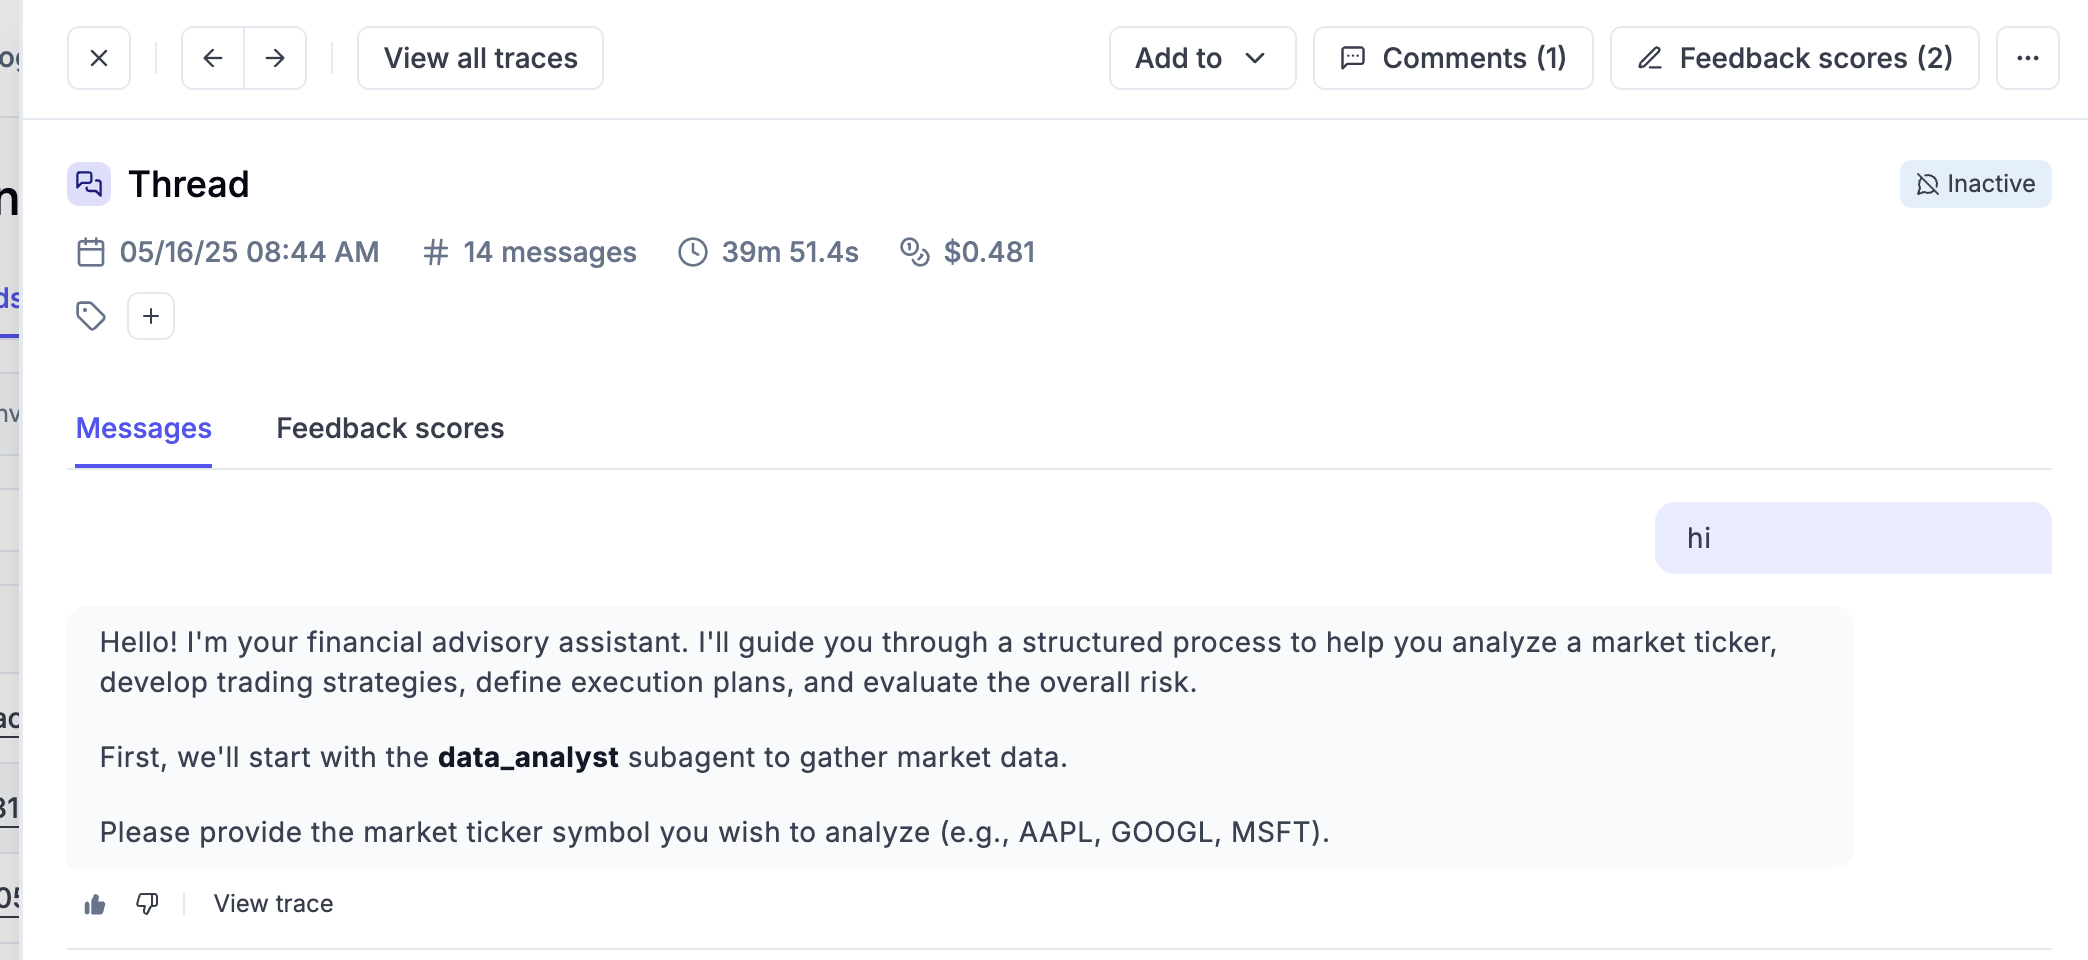 View all traces
Add to
Comments (1)
Feedback scores (2)
Thread
Inactive
05/16/25 08:44 AM
14 messages
39m 51.4s
$0.481
Messages
Feedback scores
hi
Hello! I'm your financial advisory assistant. I'll guide you through a structured process to help you analyze a market ticker,
develop trading strategies, define execution plans, and evaluate the overall risk.
First, we'll start with the data_analyst subagent to gather market data.
Please provide the market ticker symbol you wish to analyze (e.g., AAPL, GOOGL, MSFT).
View trace